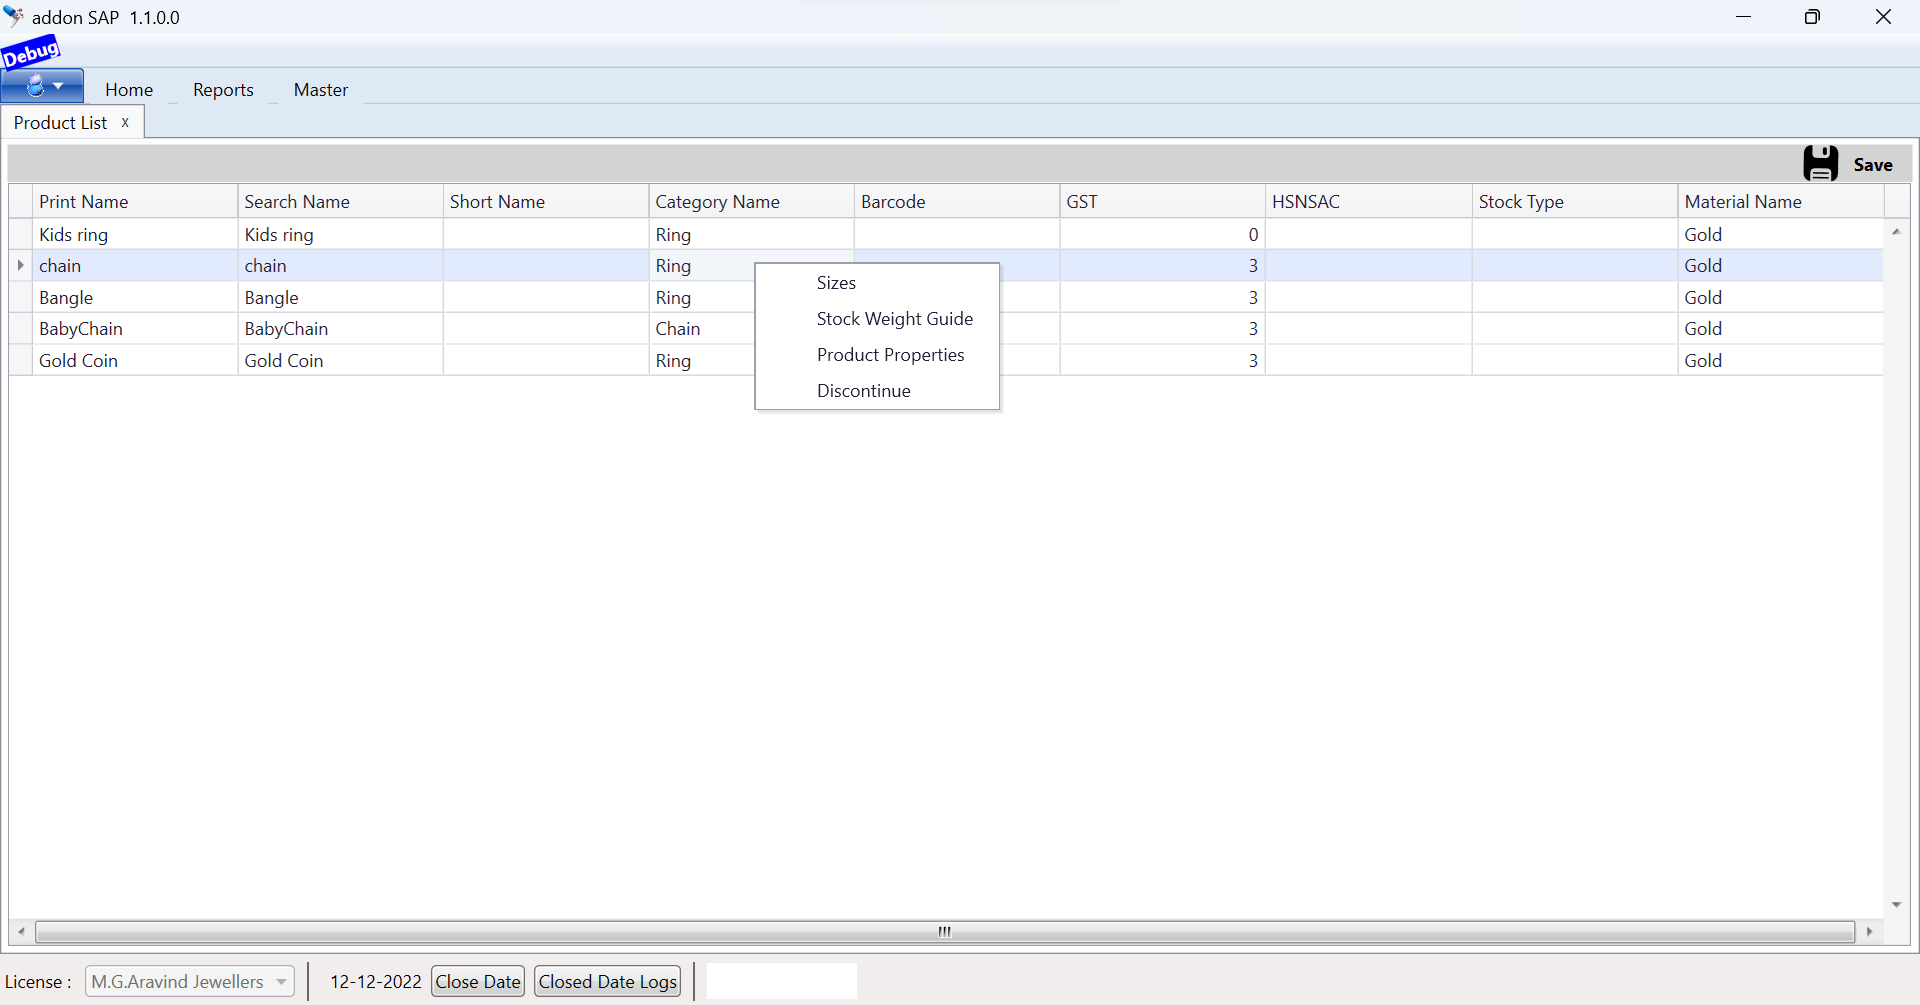 addon SAP 1.1.0.0
Debug
Home Reports Master
Product List x
Save
Print Name Search Name Short Name Category Name Barcode GST HSNSAC Stock Type Material Name
Kids ring Kids ring Ring 0 Gold
chain chain Ring 3 Gold
Bangle Bangle Ring 3 Gold
BabyChain BabyChain Chain 3 Gold
Gold Coin Gold Coin Ring 3 Gold
Sizes
Stock Weight Guide
Product Properties
Discontinue
License : M.G.Aravind Jewellers 12-12-2022 Close Date Closed Date Logs